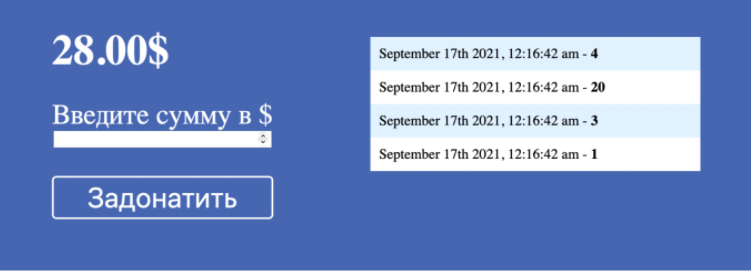 28.00$
Введите сумму в $
Задонатить
September 17th 2021, 12:16:42 am - 4
September 17th 2021, 12:16:42 am - 20
September 17th 2021, 12:16:42 am - 3
September 17th 2021, 12:16:42 am - 1